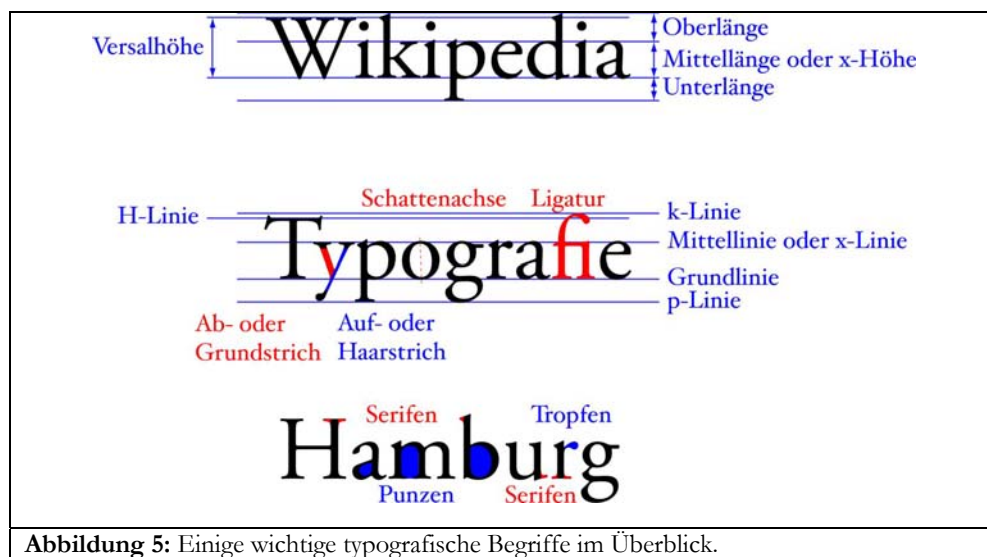 Versalhöhe
Wikipedia
Oberlänge
Mittellänge oder x-Höhe
Unterlänge
Schattenachse Ligatur
H-Linie
Typografie
k-Linie
Mittellinie oder x-Linie
Grundlinie
p-Linie
Ab- oder
Grundstrich
Auf- oder
Haarstrich
Serifen Tropfen
Hamburg
Punzen Serifen
Abbildung 5: Einige wichtige typografische Begriffe im Überblick.